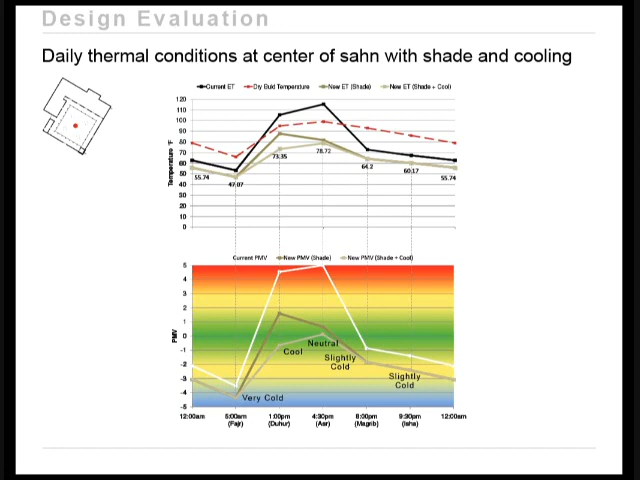 Design Evaluation
Daily thermal conditions at center of sahn with shade and cooling
Current ET Dry Bulb Temperature New ET (Shade) New ET (Shade + Cool)
Temperature °F
120
110
100
90
80
70
60
50
40
30
20
10
0
55.74
47.07
73.35
78.72
64.2
60.17
55.74
Current PMV New PMV (Shade) New PMV (Shade + Cool)
PMV
5
4
3
2
1
0
-1
-2
-3
-4
-5
Very Cold
Cool
Neutral
Slightly
Cold
Slightly
Cold
12:00am 5:00am 1:00pm 4:30pm 8:00pm 9:30pm 12:00am
(Fajr) (Duhur) (Asr) (Magrib) (Isha)